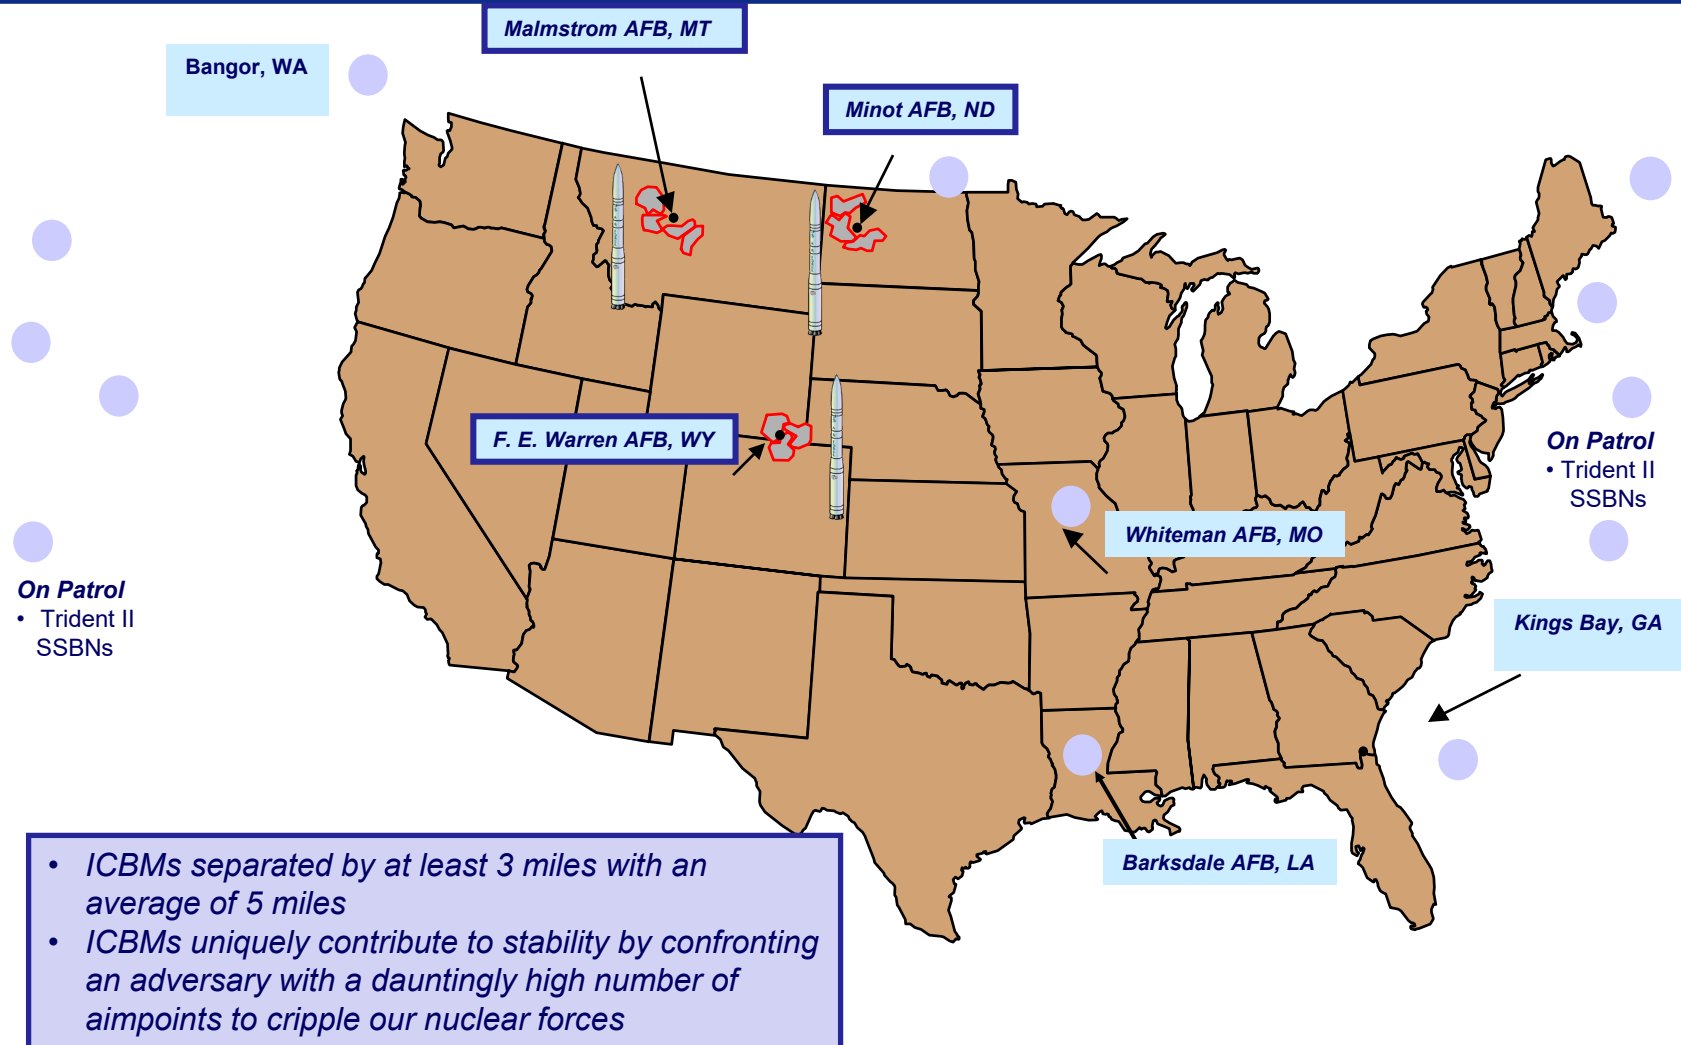 Malmstrom AFB, MT
Bangor, WA
Minot AFB, ND
F. E. Warren AFB, WY
On Patrol
• Trident II
SSBNs
Whiteman AFB, MO
On Patrol
• Trident II
SSBNs
Kings Bay, GA
Barksdale AFB, LA
• ICBMs separated by at least 3 miles with an
average of 5 miles
• ICBMs uniquely contribute to stability by confronting
an adversary with a dauntingly high number of
aimpoints to cripple our nuclear forces